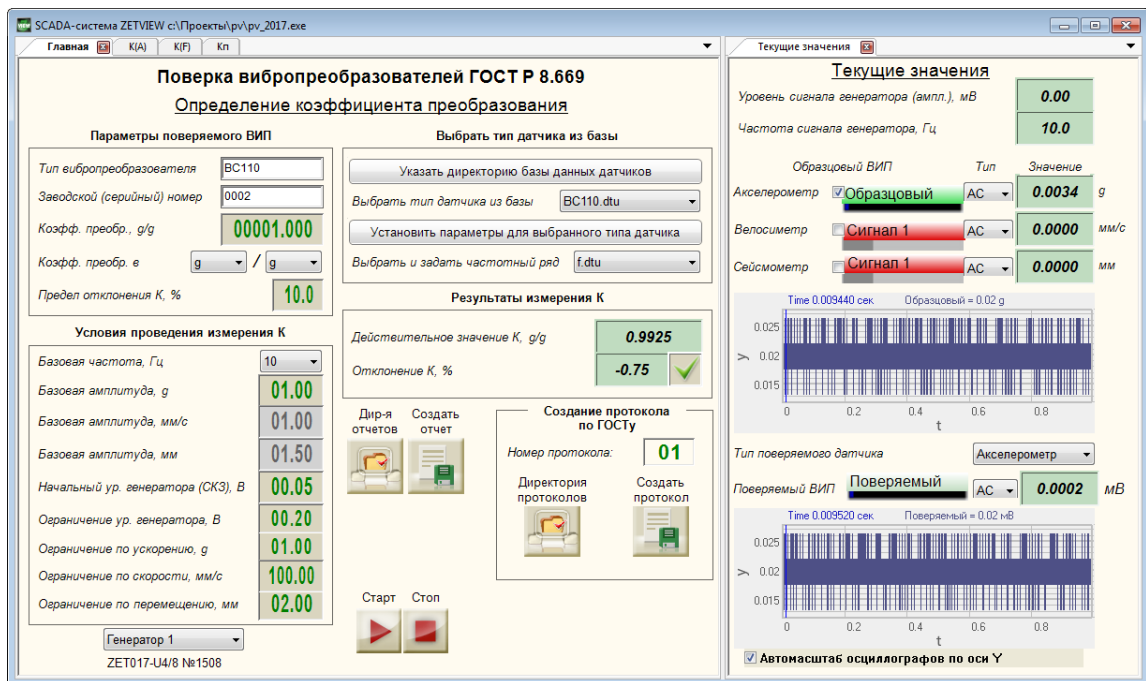 SCADA-система ZETVIEW c:\Проекты\pv\pv_2017.exe
Главная
К(А)
К(F)
Кп
Поверка вибропреобразователей ГОСТ Р 8.669
Определение коэффициента преобразования
Параметры поверяемого ВИП
Тип вибропреобразователя BC110
Заводской (серийный) номер 0002
Коэфф. преобр., g/g 00001.000
Коэфф. преобр. в g / g
Предел отклонения К, % 10.0
Условия проведения измерения К
Базовая частота, Гц 10
Базовая амплитуда, g 01.00
Базовая амплитуда, мм/с 01.00
Базовая амплитуда, мм 01.50
Начальный ур. генератора (СКЗ), В 00.05
Ограничение ур. генератора, В 00.20
Ограничение по ускорению, g 01.00
Ограничение по скорости, мм/с 100.00
Ограничение по перемещению, мм 02.00
Генератор 1
ZET017-U4/8 №1508
Выбрать тип датчика из базы
Указать директорию базы данных датчиков
Выбрать тип датчика из базы BC110.dtu
Установить параметры для выбранного типа датчика
Выбрать и задать частотный ряд f.dtu
Результаты измерения К
Действительное значение К, g/g 0.9925
Отклонение К, % -0.75
Дир-я отчетов
Создать отчет
Создание протокола
по ГОСТу
Номер протокола: 01
Директория протоколов
Создать протокол
Старт Стоп
Текущие значения
Текущие значения
Уровень сигнала генератора (ампл.), мВ 0.00
Частота сигнала генератора, Гц 10.0
Образцовый ВИП Тип Значение
Акселерометр Образцовый AC 0.0034 g
Велосиметр Сигнал 1 AC 0.0000 мм/с
Сейсмометр Сигнал 1 AC 0.0000 мм
Time 0.009440 сек Образцовый = 0.02 g
0.025
y 0.02
0.015
0 0.2 0.4 0.6 0.8
t
Тип поверяемого датчика Акселерометр
Поверяемый ВИП Поверяемый AC 0.0002 мВ
Time 0.009520 сек Поверяемый = 0.02 мВ
0.025
y 0.02
0.015
0 0.2 0.4 0.6 0.8
t
Автомасштаб осциллографов по оси Y